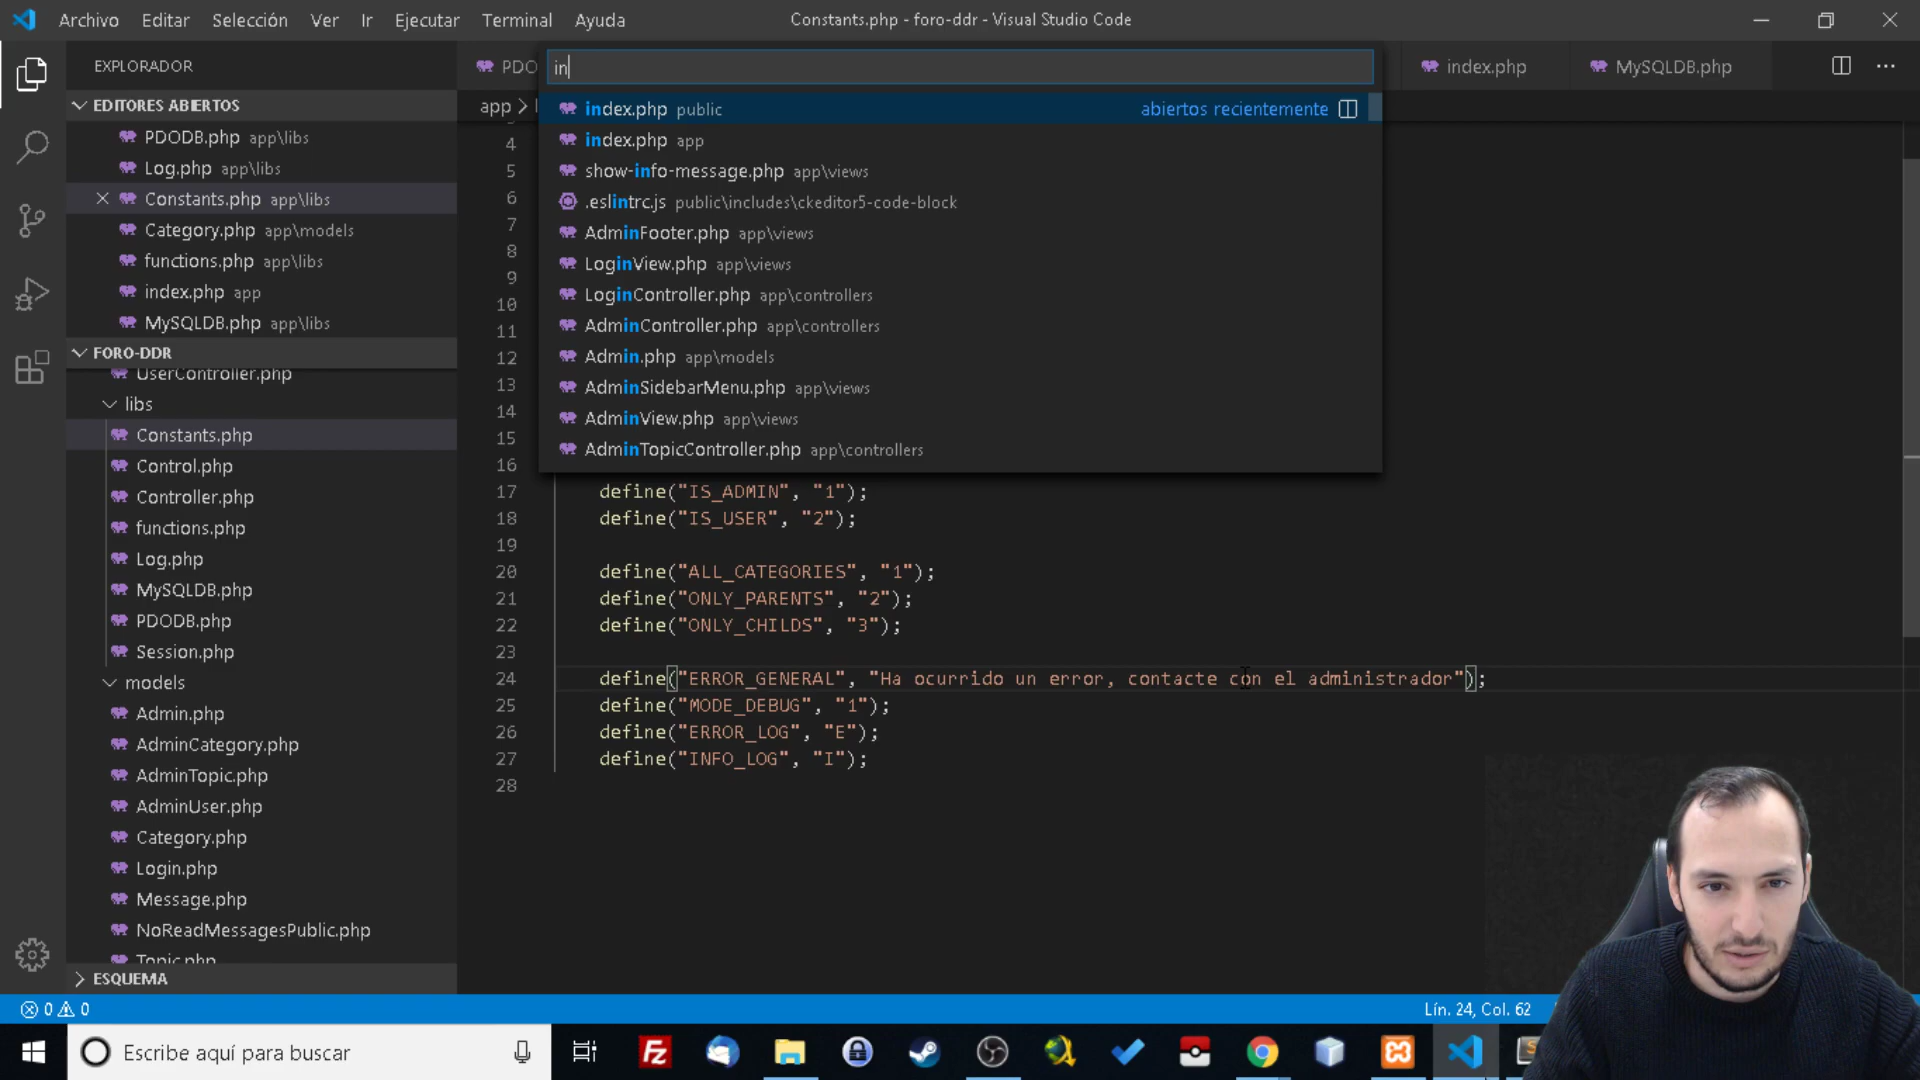 Archivo Editar Selección Ver Ir Ejecutar Terminal Ayuda
Constants.php - foro-ddr - Visual Studio Code
EXPLORADOR
EDITORES ABIERTOS
PDODB.php app\libs
Log.php app\libs
Constants.php app\libs
Category.php app\models
functions.php app\libs
index.php app
MySQLDB.php app\libs
FORO-DDR
UserController.php
libs
Constants.php
Control.php
Controller.php
functions.php
Log.php
MySQLDB.php
PDODB.php
Session.php
models
Admin.php
AdminCategory.php
AdminTopic.php
AdminUser.php
Category.php
Login.php
Message.php
NoReadMessagesPublic.php
Topic.php
ESQUEMA
PDO
index.php
MySQLDB.php
app >
in
index.php public abiertos recientemente
index.php app
show-info-message.php app\views
.eslintrc.js public\includes\ckeditor5-code-block
AdminFooter.php app\views
LoginView.php app\views
LoginController.php app\controllers
AdminController.php app\controllers
Admin.php app\models
AdminSidebarMenu.php app\views
AdminView.php app\views
AdminTopicController.php app\controllers
4
5
6
7
8
9
10
11
12
13
14
15
16
17 define("IS_ADMIN", "1");
18 define("IS_USER", "2");
19
20 define("ALL_CATEGORIES", "1");
21 define("ONLY_PARENTS", "2");
22 define("ONLY_CHILDS", "3");
23
24 define("ERROR_GENERAL", "Ha ocurrido un error, contacte con el administrador");
25 define("MODE_DEBUG", "1");
26 define("ERROR_LOG", "E");
27 define("INFO_LOG", "I");
28
0 0
Lín. 24, Col. 62
Escribe aquí para buscar